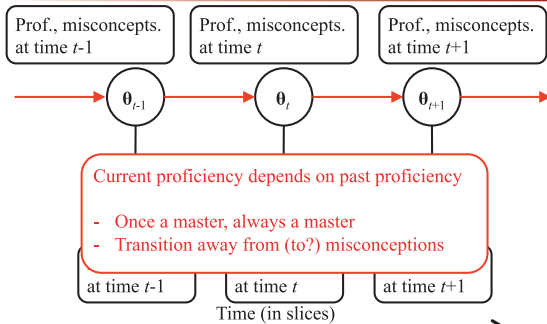 Prof., misconcepts.
at time t-1
Prof., misconcepts.
at time t
Prof., misconcepts.
at time t+1
θt-1
θt
θt+1
Current proficiency depends on past proficiency
- Once a master, always a master
- Transition away from (to?) misconceptions
at time t-1
at time t
at time t+1
Time (in slices)